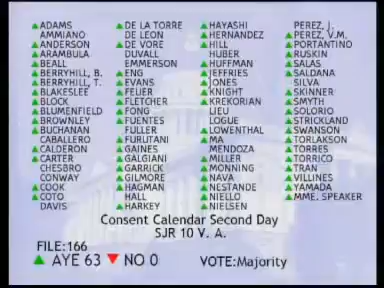 ADAMS
AMMIANO
ANDERSON
ARAMBULA
BEALL
BERRYHILL, B.
BERRYHILL, T.
BLAKESLEE
BLOCK
BLUMENFIELD
BROWNLEY
BUCHANAN
CABALLERO
CALDERON
CARTER
CHESBRO
CONWAY
COOK
COTO
DAVIS
DE LA TORRE
DE LEON
DE VORE
DUVALL
EMMERSON
ENG
EVANS
FEUER
FLETCHER
FONG
FUENTES
FULLER
FURUTANI
GAINES
GALGIANI
GARRICK
GILMORE
HAGMAN
HALL
HARKEY
HAYASHI
HERNANDEZ
HILL
HUBER
HUFFMAN
JEFFRIES
JONES
KNIGHT
KREKORIAN
LIEU
LOGUE
LOWENTHAL
MA
MENDOZA
MILLER
MONNING
NAVA
NESTANDE
NIELLO
NIELSEN
PEREZ, J.
PEREZ, V.M.
PORTANTINO
RUSKIN
SALAS
SALDANA
SILVA
SKINNER
SMYTH
SOLORIO
STRICKLAND
SWANSON
TORLAKSON
TORRES
TORRICO
TRAN
VILLINES
YAMADA
MME. SPEAKER
Consent Calendar Second Day
SJR 10 V. A.
FILE:166
AYE 63 NO 0 VOTE:Majority